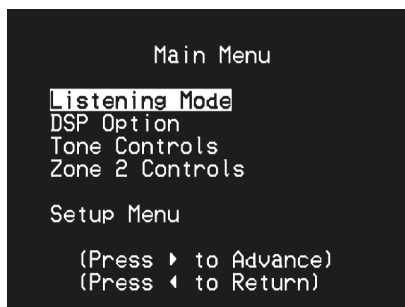 Main Menu
Listening Mode
DSP Option
Tone Controls
Zone 2 Controls
Setup Menu
(Press ▸ to Advance)
(Press ◂ to Return)